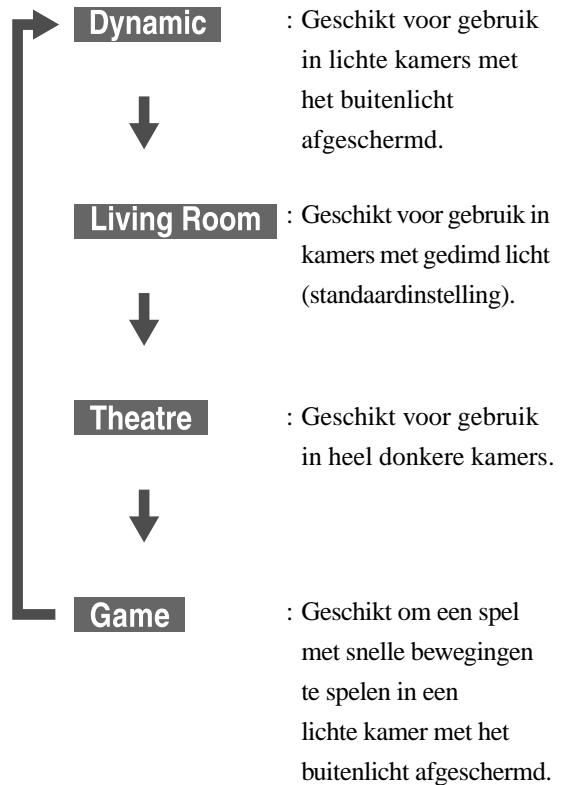 Dynamic : Geschikt voor gebruik
in lichte kamers met
het buitenlicht
afgeschermd.
Living Room : Geschikt voor gebruik in
kamers met gedimd licht
(standaardinstelling).
Theatre : Geschikt voor gebruik
in heel donkere kamers.
Game : Geschikt om een spel
met snelle bewegingen
te spelen in een
lichte kamer met het
buitenlicht afgeschermd.